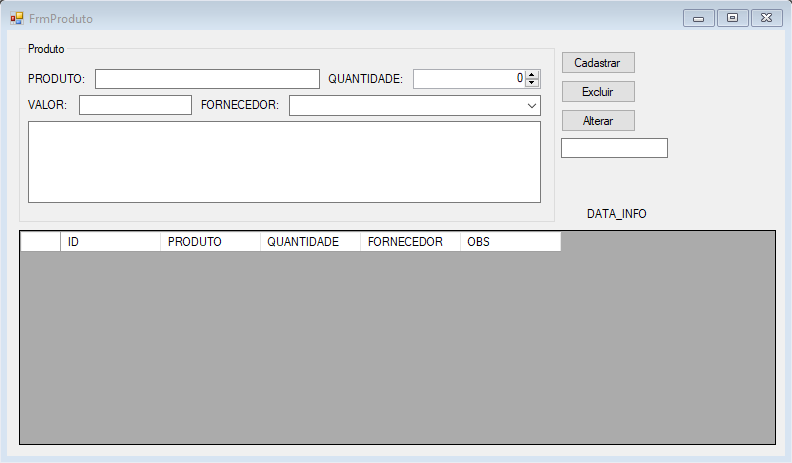 FrmProduto
Produto
PRODUTO: QUANTIDADE: 0
VALOR: FORNECEDOR:
Cadastrar
Excluir
Alterar
DATA_INFO
ID PRODUTO QUANTIDADE FORNECEDOR OBS